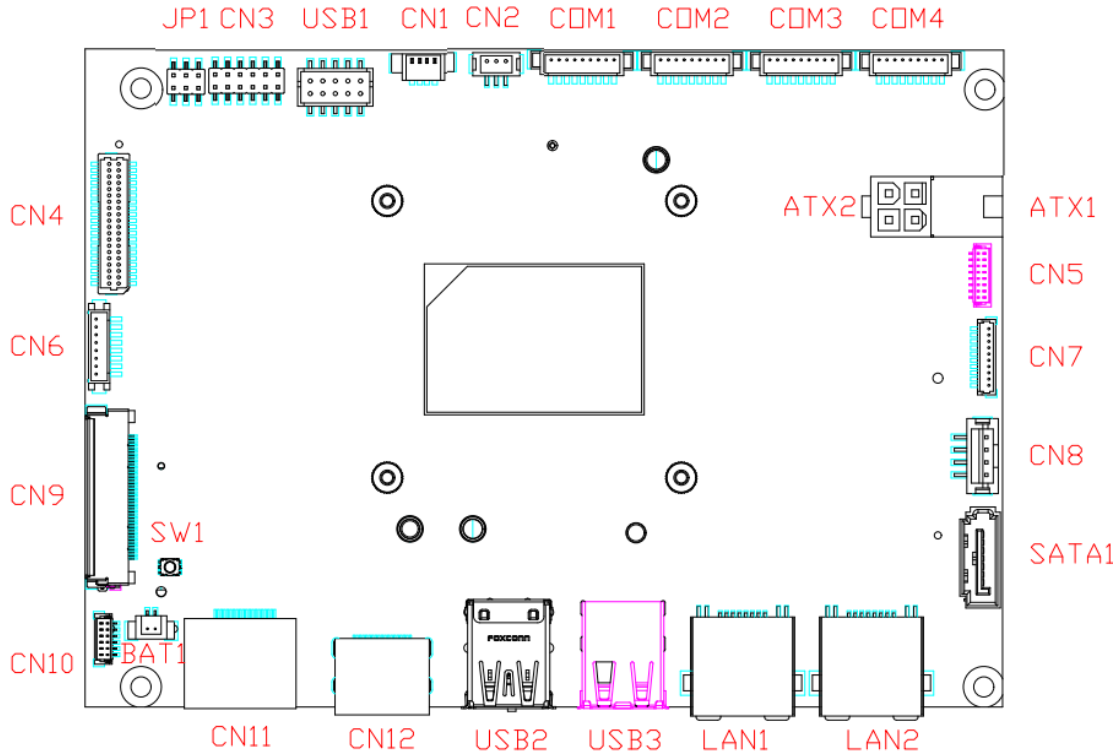 JP1 CN3 USB1 CN1 CN2 COM1 COM2 COM3 COM4
CN4
ATX2
ATX1
CN5
CN6
CN7
CN8
CN9
SW1
SATA1
FOXCONN
BAT1
CN10
CN11 CN12 USB2 USB3 LAN1 LAN2